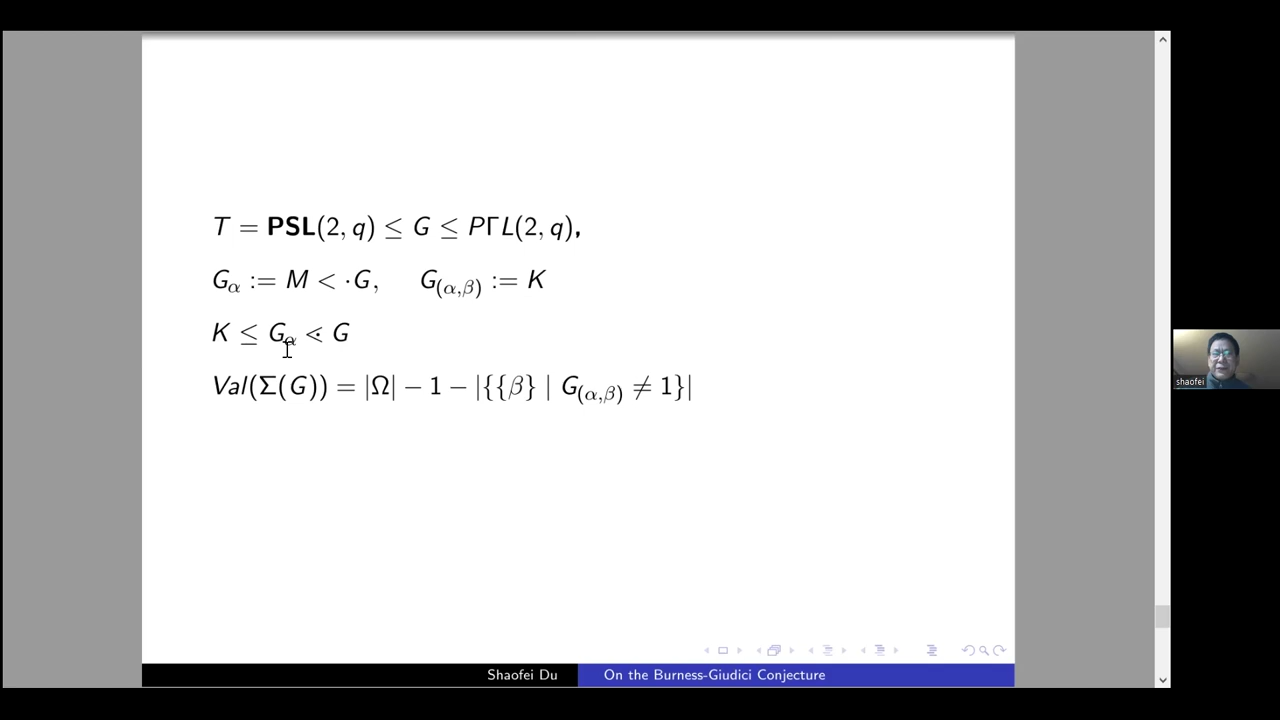 T = PSL(2, q) ≤ G ≤ PΓL(2, q),
G_α := M < ·G, G_(α,β) := K
K ≤ G_α ⋖ G
Val(Σ(G)) = |Ω| − 1 − |{{β} | G_(α,β) ≠ 1}|
shaofei
Shaofei Du On the Burness-Giudici Conjecture